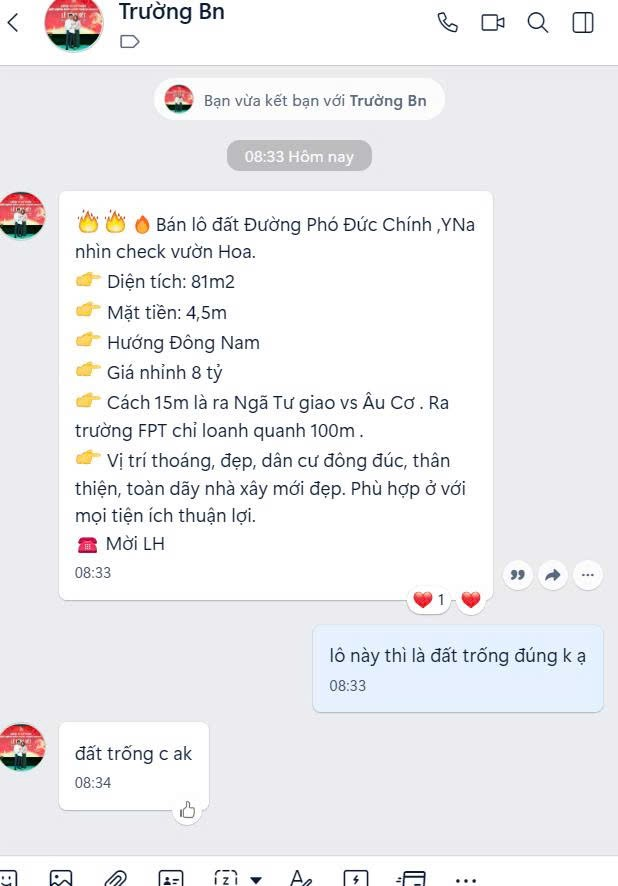 Trường Bn
Bạn vừa kết bạn với Trường Bn
08:33 Hôm nay
🔥🔥🔥 Bán lô đất Đường Phó Đức Chính ,YNa
nhìn check vườn Hoa.
👉 Diện tích: 81m2
👉 Mặt tiền: 4,5m
👉 Hướng Đông Nam
👉 Giá nhỉnh 8 tỷ
👉 Cách 15m là ra Ngã Tư giao vs Âu Cơ . Ra
trường FPT chỉ loanh quanh 100m .
👉 Vị trí thoáng, đẹp, dân cư đông đúc, thân
thiện, toàn dãy nhà xây mới đẹp. Phù hợp ở với
mọi tiện ích thuận lợi.
☎️ Mời LH
08:33
❤️ 1 ❤️
lô này thì là đất trống đúng k ạ
08:33
đất trống c ak
08:34